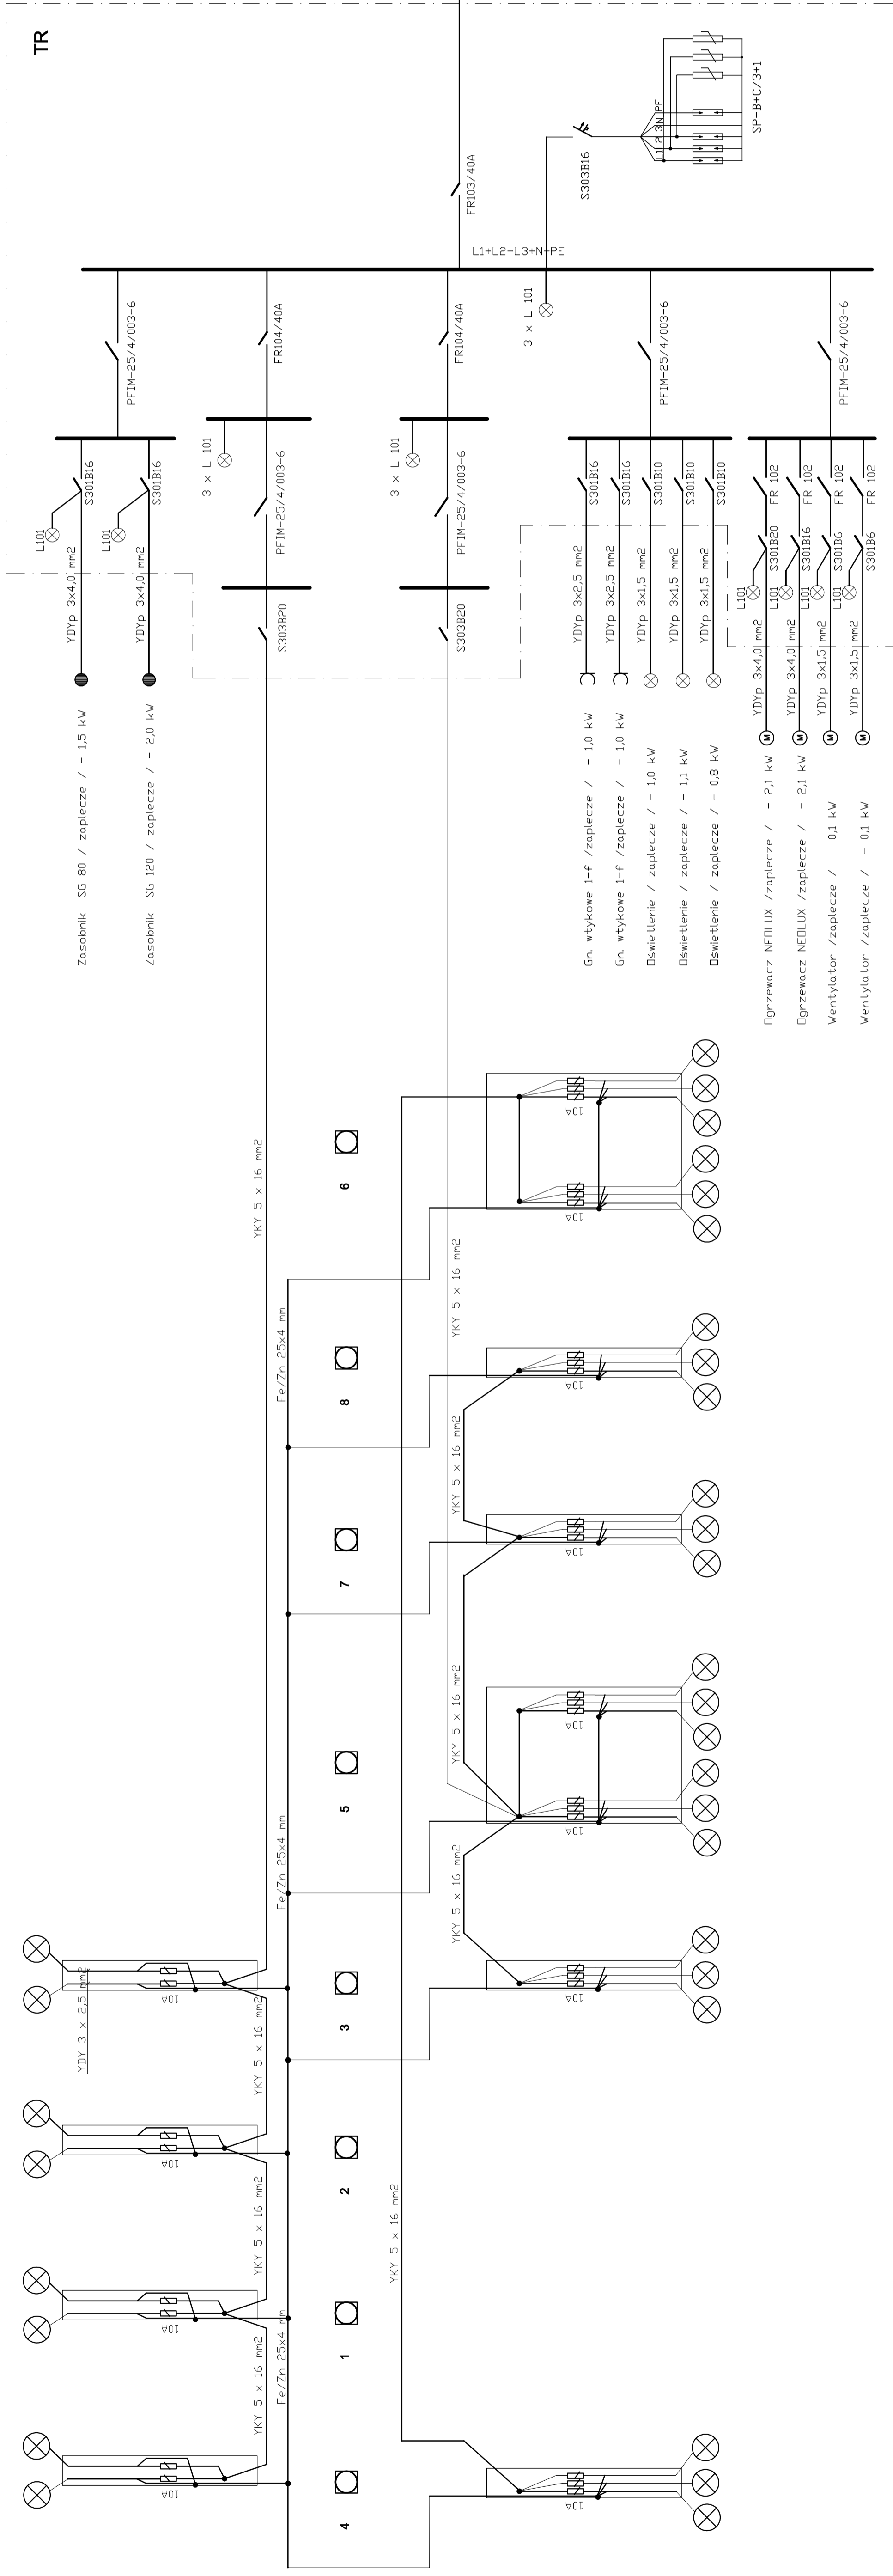 TR
FR103/40A
L1+L2+L3+N+PE
3 x L 101
S303B16
L1 L2 L3 N PE
SP-B+C/3+1
PFIM-25/4/003-6
S301B16
L101
YDYp 3x4,0 mm2
Zasobnik SG 80 / zaplecze / - 1,5 kW
S301B16
L101
YDYp 3x4,0 mm2
Zasobnik SG 120 / zaplecze / - 2,0 kW
FR104/40A
3 x L 101
PFIM-25/4/003-6
S303B20
FR104/40A
3 x L 101
PFIM-25/4/003-6
S303B20
PFIM-25/4/003-6
S301B16
YDYp 3x2,5 mm2
Gn. wtykowe 1-f /zaplecze / - 1,0 kW
S301B16
YDYp 3x2,5 mm2
Gn. wtykowe 1-f /zaplecze / - 1,0 kW
S301B10
YDYp 3x1,5 mm2
Oświetlenie / zaplecze / - 1,0 kW
S301B10
YDYp 3x1,5 mm2
Oświetlenie / zaplecze / - 1,1 kW
S301B10
YDYp 3x1,5 mm2
Oświetlenie / zaplecze / - 0,8 kW
PFIM-25/4/003-6
FR 102
S301B20
L101
YDYp 3x4,0 mm2
M
Ogrzewacz NEOLUX /zaplecze / - 2,1 kW
FR 102
S301B16
L101
YDYp 3x4,0 mm2
M
Ogrzewacz NEOLUX /zaplecze / - 2,1 kW
FR 102
S301B6
L101
YDYp 3x1,5 mm2
M
Wentylator /zaplecze / - 0,1 kW
FR 102
S301B6
L101
YDYp 3x1,5 mm2
M
Wentylator /zaplecze / - 0,1 kW
YKY 5 x 16 mm2
6
10A
10A
YKY 5 x 16 mm2
Fe/Zn 25x4 mm
8
10A
YKY 5 x 16 mm2
7
10A
YKY 5 x 16 mm2
5
10A
10A
Fe/Zn 25x4 mm
YKY 5 x 16 mm2
YDY 3 x 2,5 mm2
10A
3
10A
YKY 5 x 16 mm2
10A
2
YKY 5 x 16 mm2
YKY 5 x 16 mm2
10A
1
Fe/Zn 25x4 mm
YKY 5 x 16 mm2
10A
4
10A